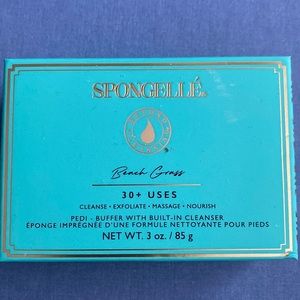 SPONGELLÉ.
Beach Grass
30+ USES
CLEANSE • EXFOLIATE • MASSAGE • NOURISH
PEDI - BUFFER WITH BUILT-IN CLEANSER
ÉPONGE IMPRÉGNÉE D'UNE FORMULE NETTOYANTE POUR PIEDS
NET WT. 3 oz. / 85 g